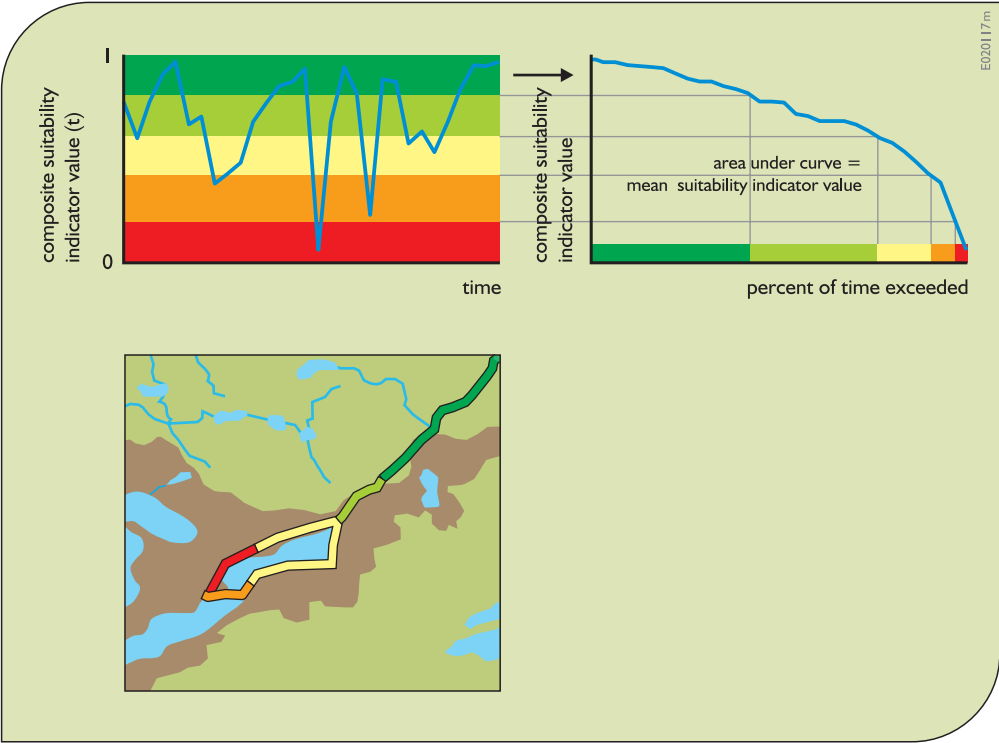 1
composite suitability
indicator value (t)
0
time
composite suitability
indicator value
area under curve =
mean suitability indicator value
percent of time exceeded
E020117m